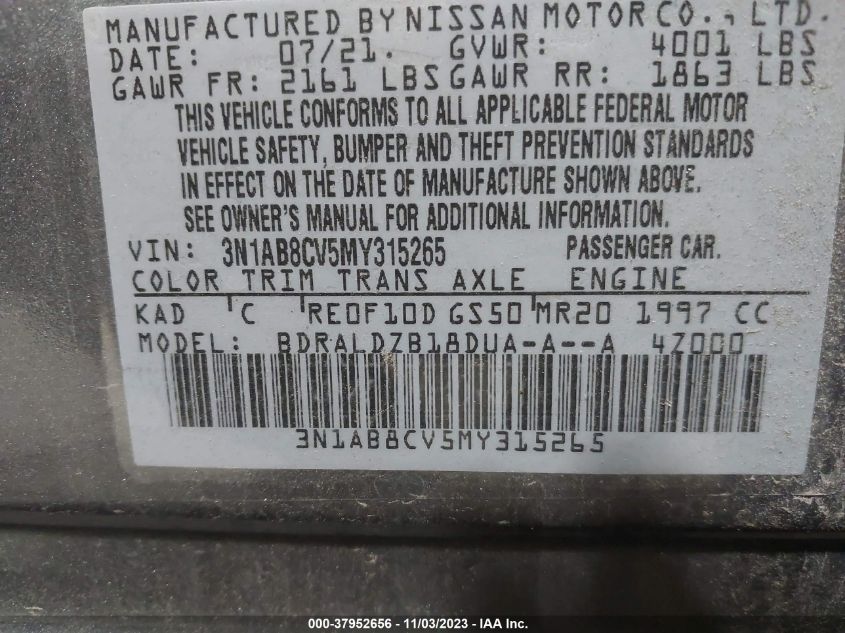 MANUFACTURED BY NISSAN MOTOR CO., LTD.
DATE: 07/21. GVWR: 4001 LBS
GAWR FR: 2161 LBS GAWR RR: 1863 LBS
THIS VEHICLE CONFORMS TO ALL APPLICABLE FEDERAL MOTOR
VEHICLE SAFETY, BUMPER AND THEFT PREVENTION STANDARDS
IN EFFECT ON THE DATE OF MANUFACTURE SHOWN ABOVE.
SEE OWNER'S MANUAL FOR ADDITIONAL INFORMATION.
VIN: 3N1AB8CV5MY315265 PASSENGER CAR.
COLOR TRIM TRANS AXLE ENGINE
KAD C RE0F10D GS50 MR20 1997 CC
MODEL: BDRALDZB18DUA-A--A 4Z000
3N1AB8CV5MY315265
000-37952656 - 11/03/2023 - IAA Inc.